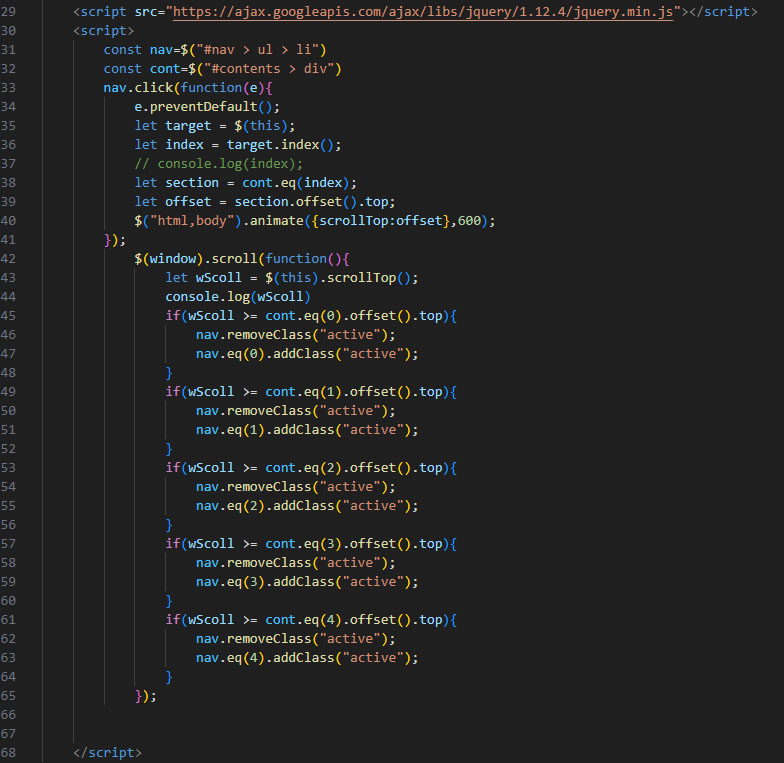 29 <script src="https://ajax.googleapis.com/ajax/libs/jquery/1.12.4/jquery.min.js"></script>
30 <script>
31 const nav=$("#nav > ul > li")
32 const cont=$("#contents > div")
33 nav.click(function(e){
34 e.preventDefault();
35 let target = $(this);
36 let index = target.index();
37 // console.log(index);
38 let section = cont.eq(index);
39 let offset = section.offset().top;
40 $("html,body").animate({scrollTop:offset},600);
41 });
42 $(window).scroll(function(){
43 let wScoll = $(this).scrollTop();
44 console.log(wScoll)
45 if(wScoll >= cont.eq(0).offset().top){
46 nav.removeClass("active");
47 nav.eq(0).addClass("active");
48 }
49 if(wScoll >= cont.eq(1).offset().top){
50 nav.removeClass("active");
51 nav.eq(1).addClass("active");
52 }
53 if(wScoll >= cont.eq(2).offset().top){
54 nav.removeClass("active");
55 nav.eq(2).addClass("active");
56 }
57 if(wScoll >= cont.eq(3).offset().top){
58 nav.removeClass("active");
59 nav.eq(3).addClass("active");
60 }
61 if(wScoll >= cont.eq(4).offset().top){
62 nav.removeClass("active");
63 nav.eq(4).addClass("active");
64 }
65 });
66
67
68 </script>